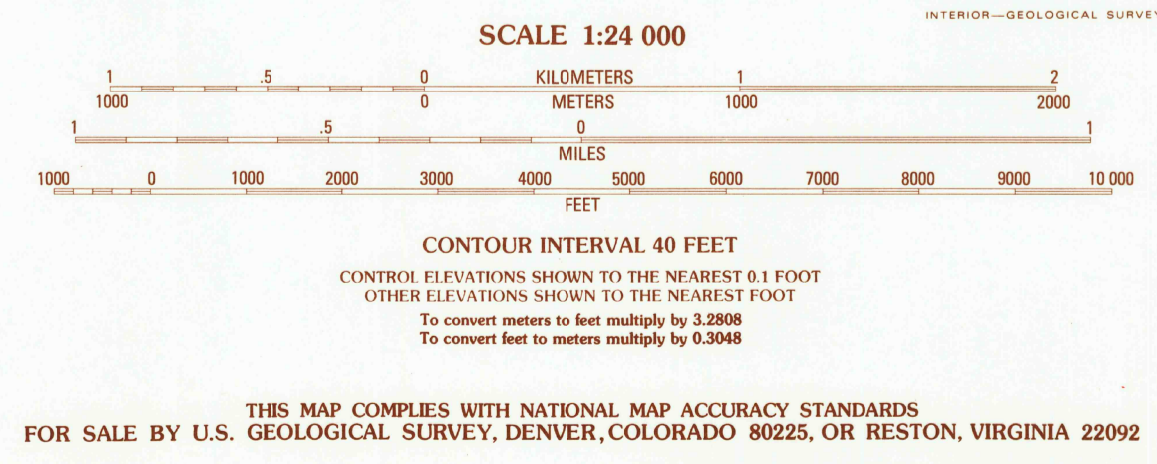 INTERIOR—GEOLOGICAL SURVEY
SCALE 1:24 000
1 .5 0 KILOMETERS 1 2
1000 0 METERS 1000 2000
1 .5 0 1
MILES
1000 0 1000 2000 3000 4000 5000 6000 7000 8000 9000 10 000
FEET
CONTOUR INTERVAL 40 FEET
CONTROL ELEVATIONS SHOWN TO THE NEAREST 0.1 FOOT
OTHER ELEVATIONS SHOWN TO THE NEAREST FOOT
To convert meters to feet multiply by 3.2808
To convert feet to meters multiply by 0.3048
THIS MAP COMPLIES WITH NATIONAL MAP ACCURACY STANDARDS
FOR SALE BY U.S. GEOLOGICAL SURVEY, DENVER, COLORADO 80225, OR RESTON, VIRGINIA 22092